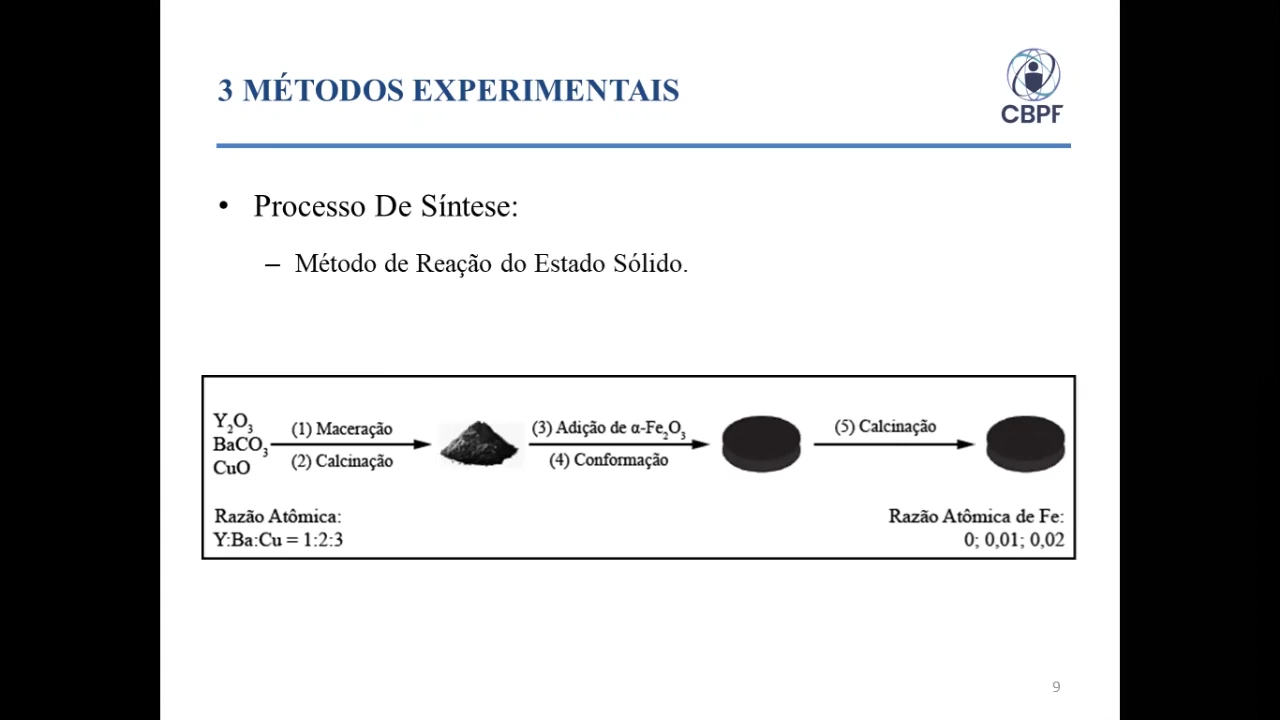 3 MÉTODOS EXPERIMENTAIS
CBPF
• Processo De Síntese:
– Método de Reação do Estado Sólido.
Y₂O₃
BaCO₃
CuO
(1) Maceração
(2) Calcinação
(3) Adição de α-Fe₂O₃
(4) Conformação
(5) Calcinação
Razão Atômica:
Y:Ba:Cu = 1:2:3
Razão Atômica de Fe:
0; 0,01; 0,02
9